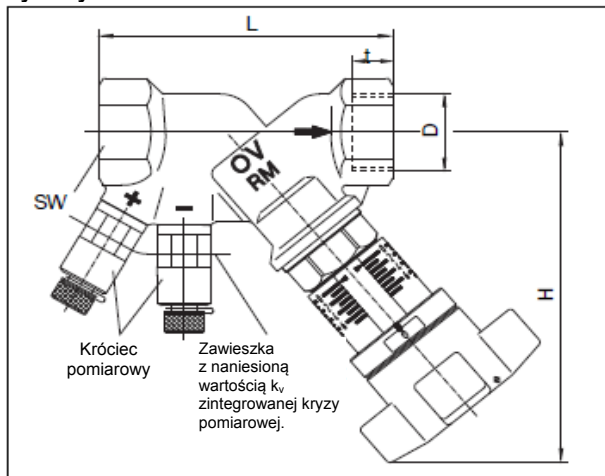 L
t
D
OV
RM
SW
+
-
H
Króciec
pomiarowy
Zawieszka
z naniesioną
wartością kᵥ
zintegrowanej kryzy
pomiarowej.